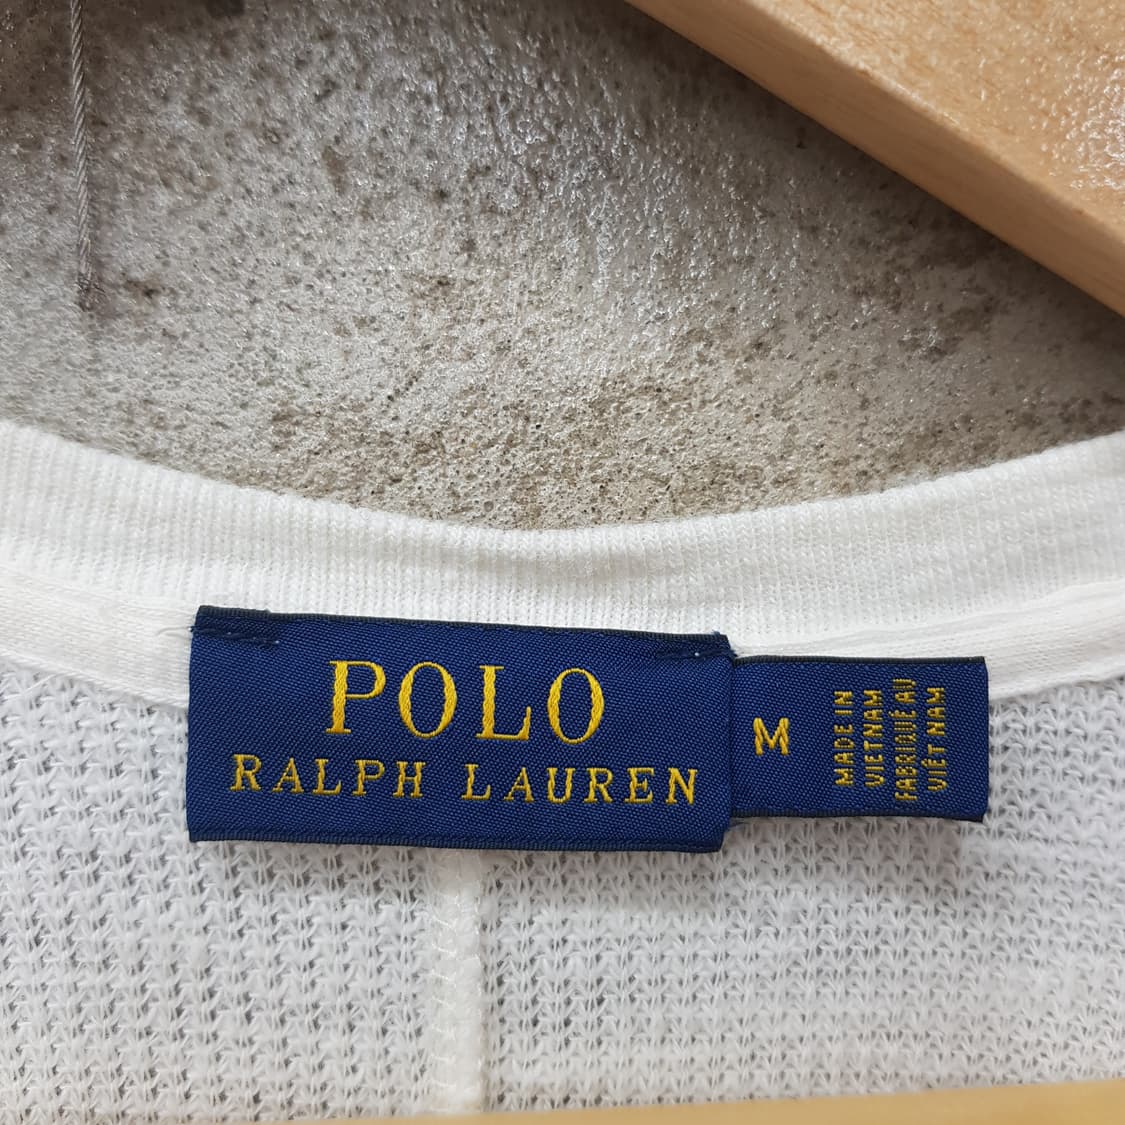 POLO
RALPH LAUREN
M
MADE IN
VIETNAM
FABRIQUÉ AU
VIÊT NAM